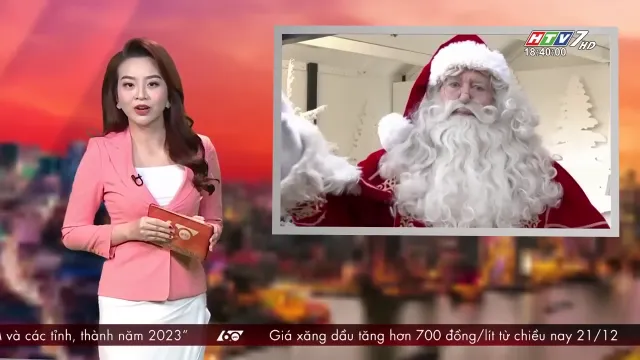 HTV7 HD
18:40:00
và các tỉnh, thành năm 2023" 60 Giá xăng dầu tăng hơn 700 đồng/lít từ chiều nay 21/12